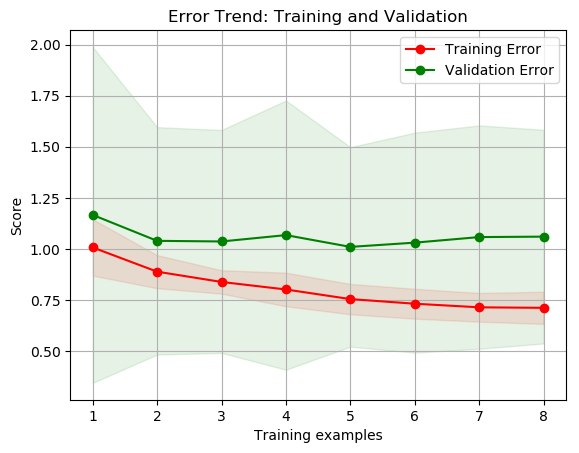 Error Trend: Training and Validation
Training Error
Validation Error
Score
2.00
1.75
1.50
1.25
1.00
0.75
0.50
1 2 3 4 5 6 7 8
Training examples